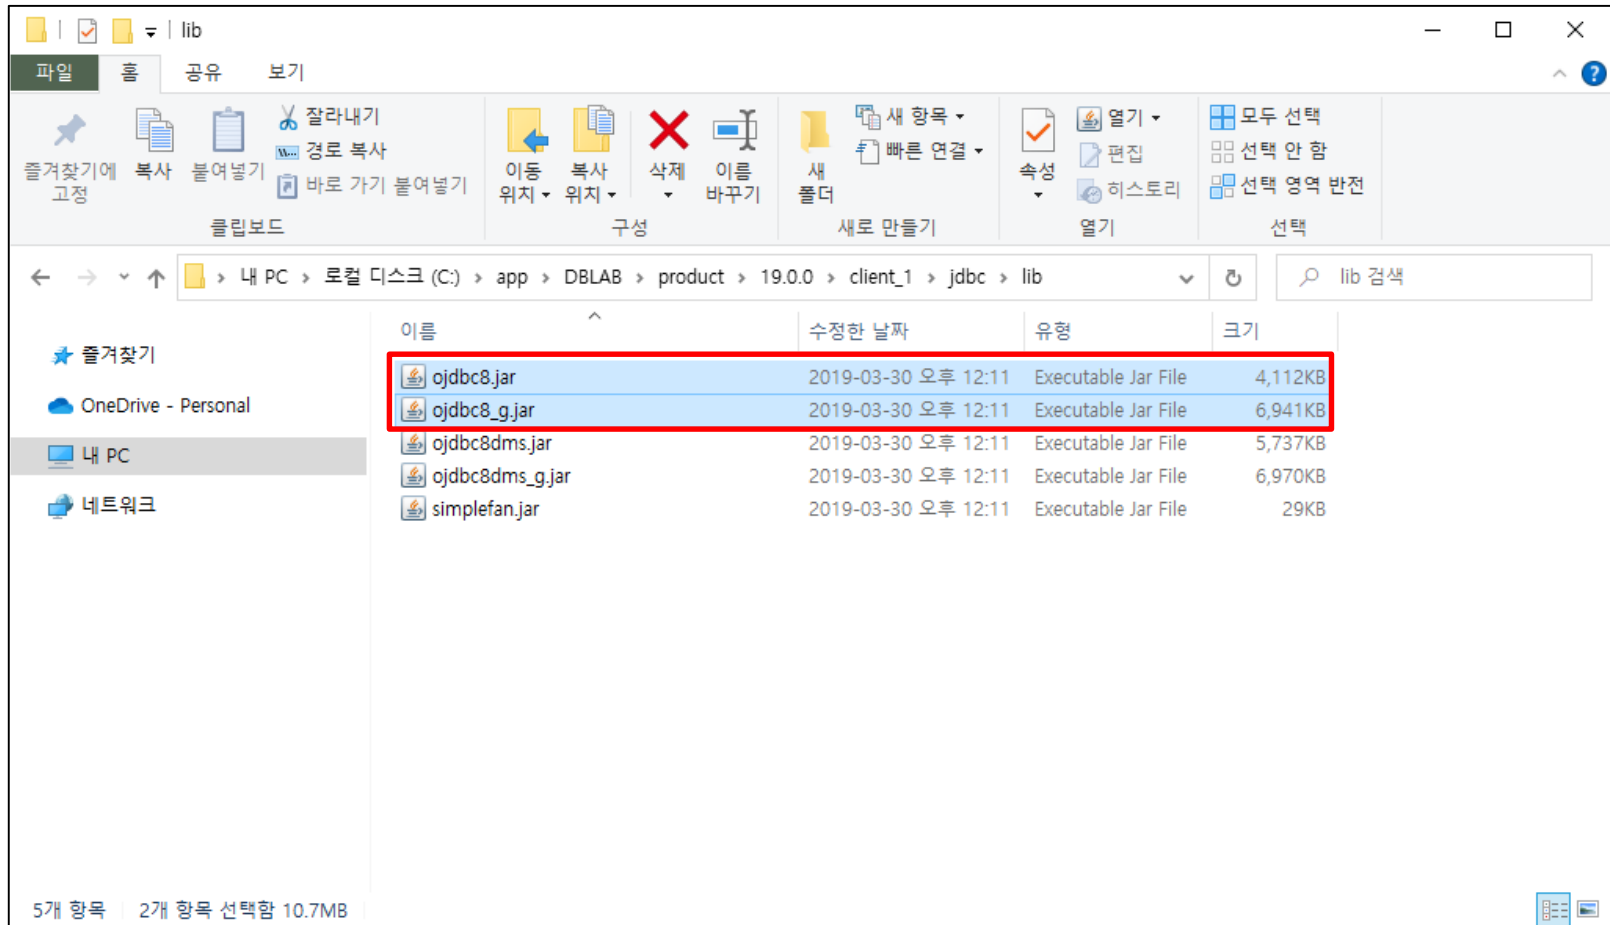 lib
파일 홈 공유 보기
즐겨찾기에 고정
복사
붙여넣기
잘라내기
경로 복사
바로 가기 붙여넣기
클립보드
이동 위치
복사 위치
삭제
이름 바꾸기
구성
새 폴더
새 항목
빠른 연결
새로 만들기
속성
열기
편집
히스토리
열기
모두 선택
선택 안 함
선택 영역 반전
선택
내 PC > 로컬 디스크 (C:) > app > DBLAB > product > 19.0.0 > client_1 > jdbc > lib
lib 검색
즐겨찾기
OneDrive - Personal
내 PC
네트워크
이름 수정한 날짜 유형 크기
ojdbc8.jar 2019-03-30 오후 12:11 Executable Jar File 4,112KB
ojdbc8_g.jar 2019-03-30 오후 12:11 Executable Jar File 6,941KB
ojdbc8dms.jar 2019-03-30 오후 12:11 Executable Jar File 5,737KB
ojdbc8dms_g.jar 2019-03-30 오후 12:11 Executable Jar File 6,970KB
simplefan.jar 2019-03-30 오후 12:11 Executable Jar File 29KB
5개 항목 2개 항목 선택함 10.7MB